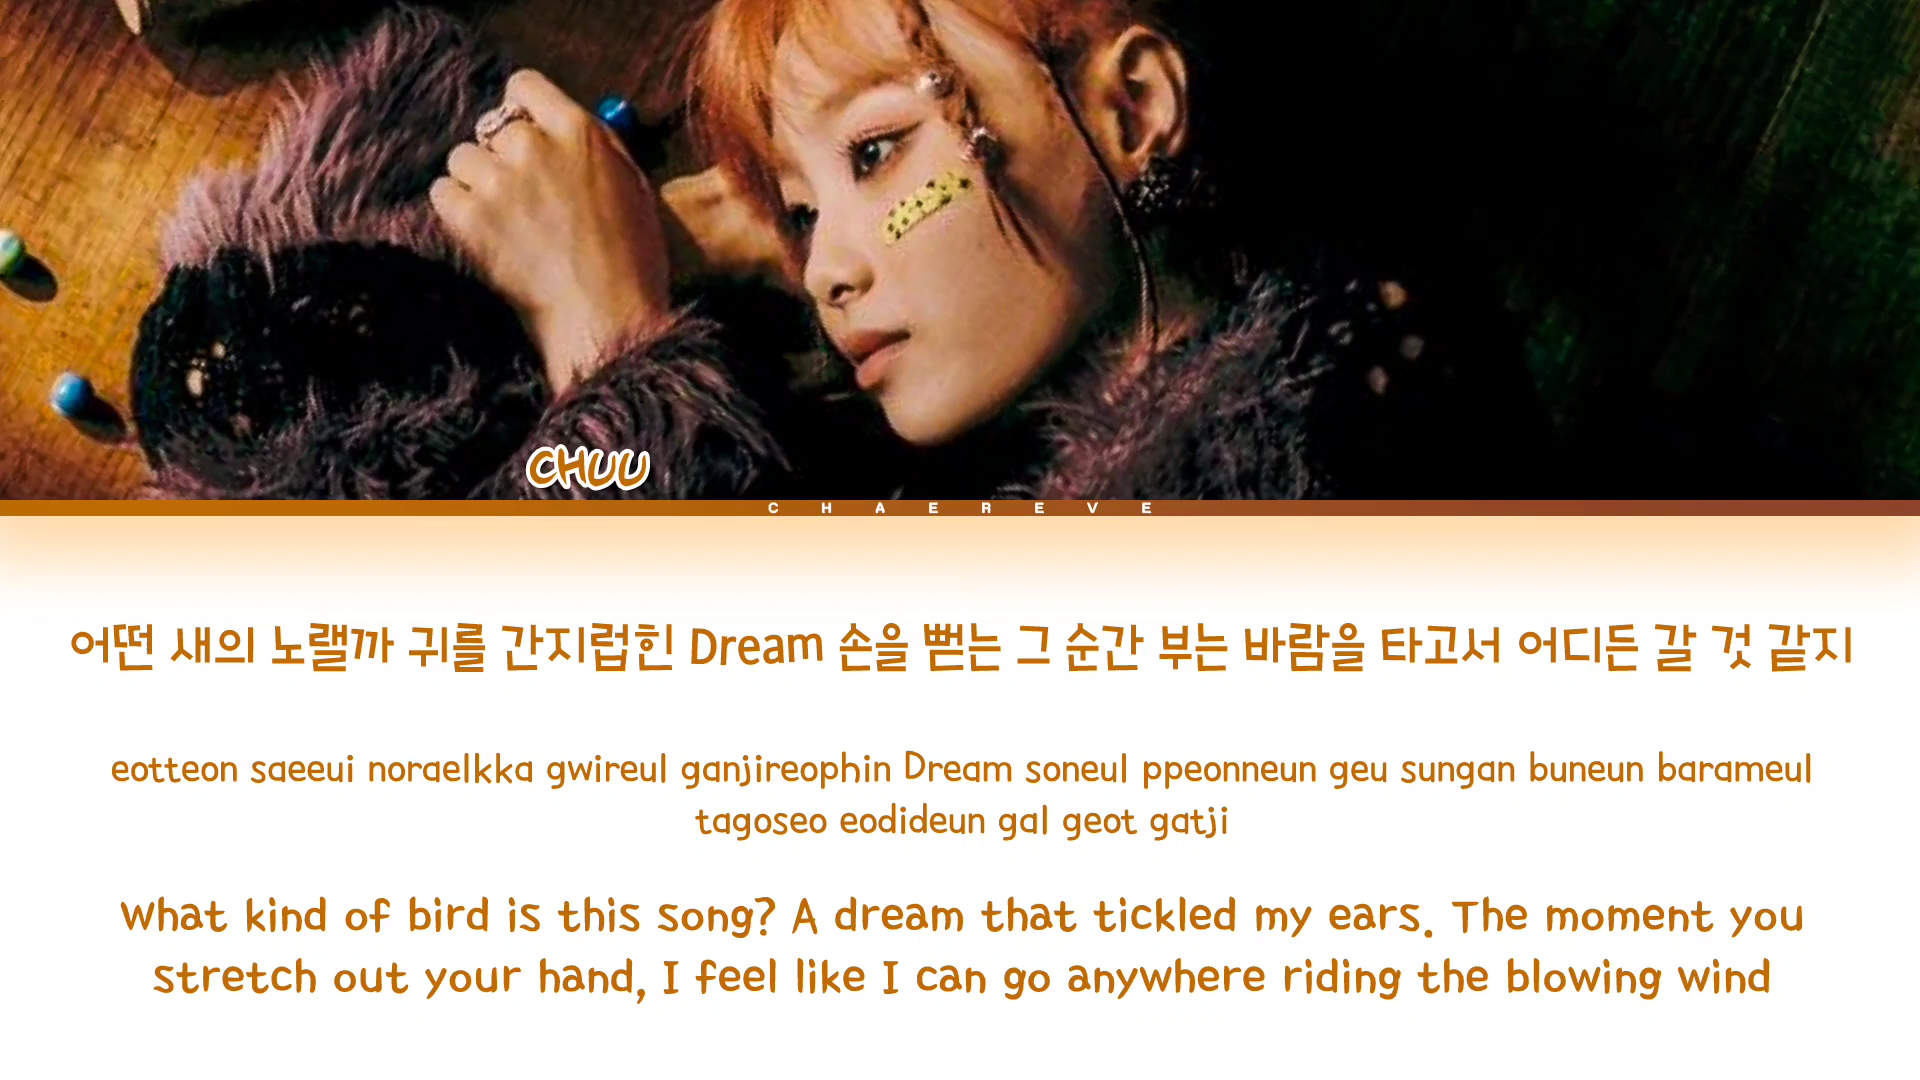 CHUU
CHAEREVE
어떤 새의 노랠까 귀를 간지럽힌 Dream 손을 뻗는 그 순간 부는 바람을 타고서 어디든 갈 것 같지
eotteon saeeui noraelkka gwireul ganjireophin Dream soneul ppeonneun geu sungan buneun barameul
tagoseo eodideun gal geot gatji
What kind of bird is this song? A dream that tickled my ears. The moment you
stretch out your hand, I feel like I can go anywhere riding the blowing wind